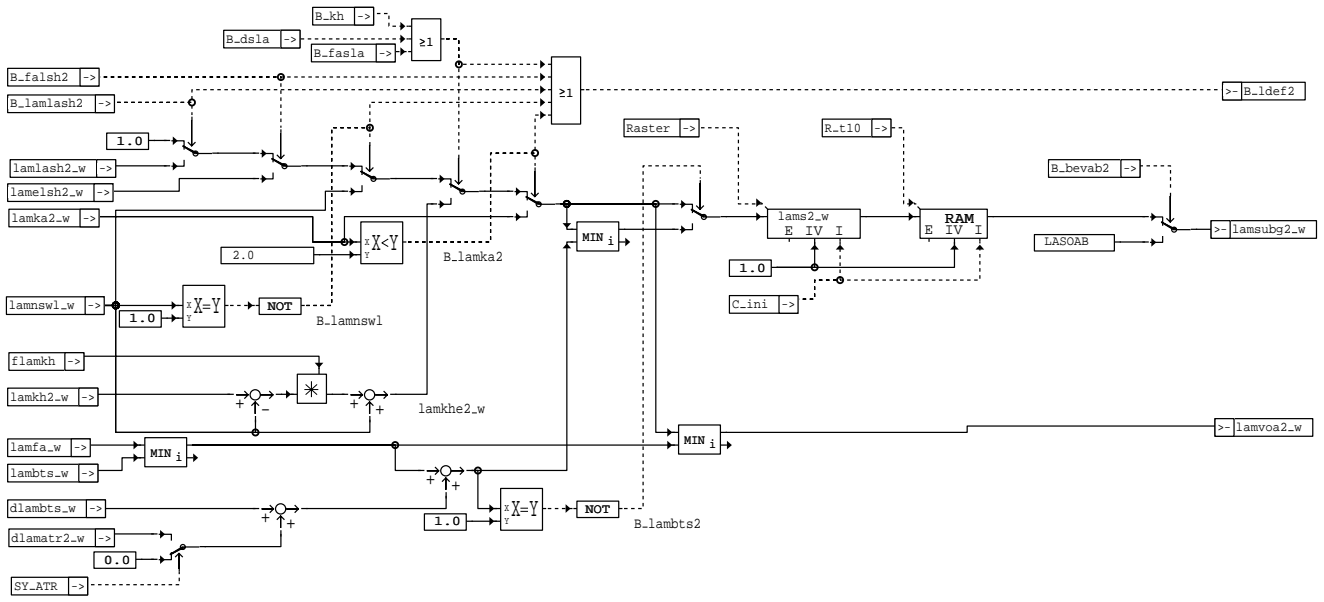 B_kh ->
B_dsla ->
B_fasla ->
≥1
B_falsh2 ->
≥1
>- B_ldef2
B_lamlash2 ->
Raster ->
R_t10 ->
1.0
lamlash2_w ->
B_bevab2 ->
lamelsh2_w ->
lamka2_w ->
lams2_w
E IV I
RAM
E IV I
>- lamsubg2_w
x X<Y
Y
MIN i
LASOAB
2.0
B_lamka2
1.0
lamnswl_w ->
x X=Y
Y
NOT
C_ini ->
1.0
B_lamnswl
flamkh ->
lamkh2_w ->
+ -
*
+ +
lamkhe2_w
lamfa_w ->
MIN i
MIN i
>- lamvoa2_w
lambts_w ->
+ +
dlambts_w ->
+ +
x X=Y
Y
NOT
1.0
B_lambts2
dlamatr2_w ->
0.0
SY_ATR ->